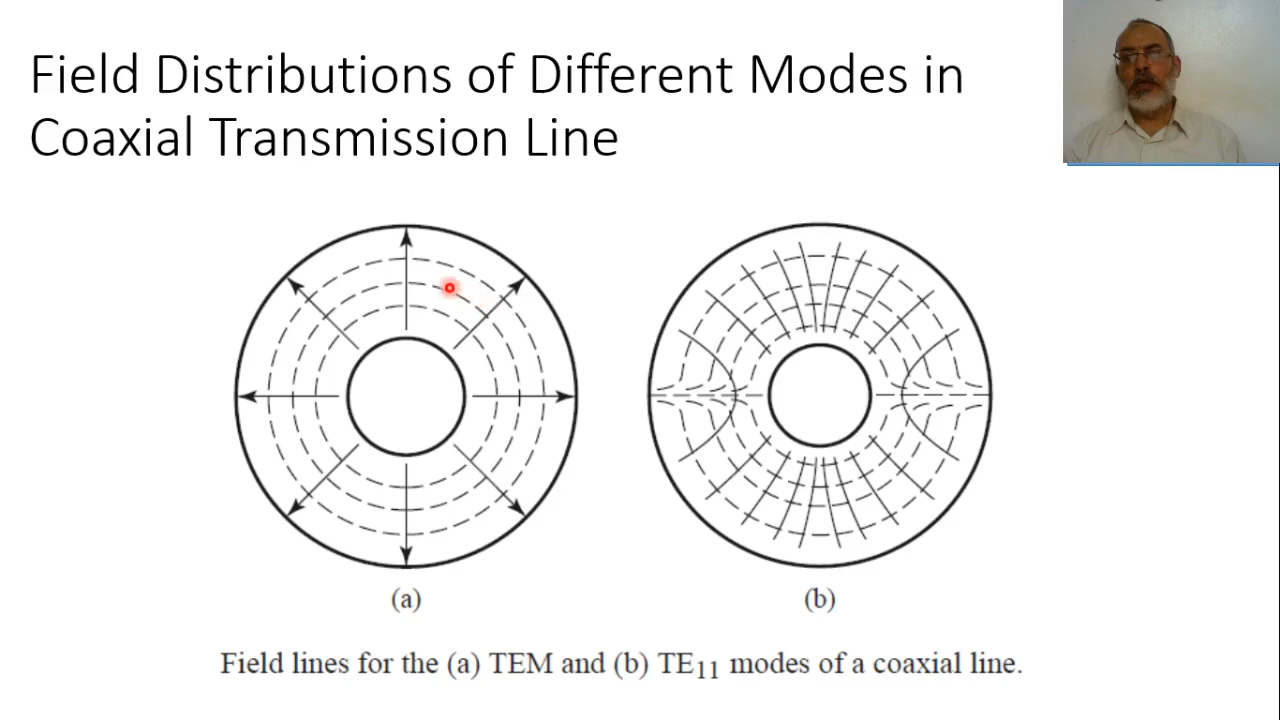 Field Distributions of Different Modes in
Coaxial Transmission Line
(a)
(b)
Field lines for the (a) TEM and (b) TE₁₁ modes of a coaxial line.